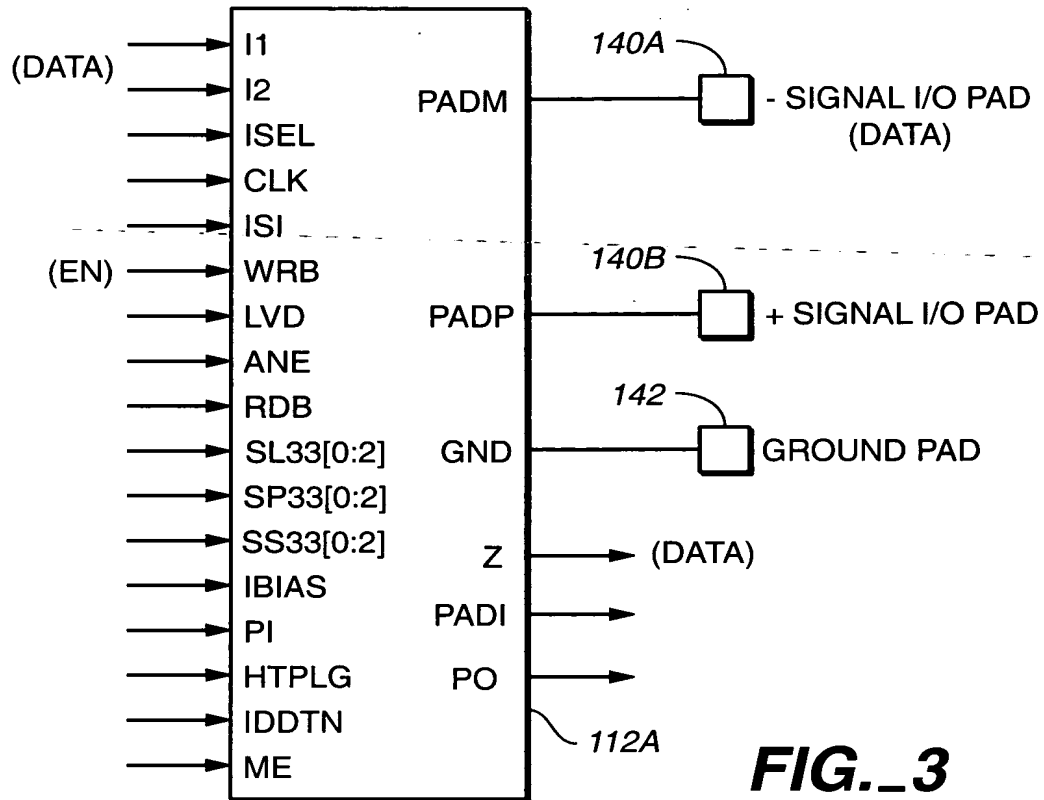 (DATA)
I1
I2
ISEL
CLK
ISI
(EN)
WRB
LVD
ANE
RDB
SL33[0:2]
SP33[0:2]
SS33[0:2]
IBIAS
PI
HTPLG
IDDTN
ME
PADM
140A
- SIGNAL I/O PAD
(DATA)
140B
PADP
+ SIGNAL I/O PAD
142
GND
GROUND PAD
Z
(DATA)
PADI
PO
112A
FIG._3